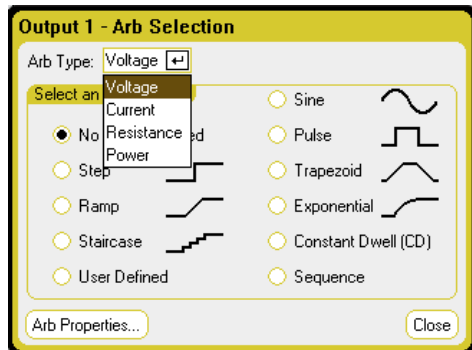 Output 1 - Arb Selection
Arb Type: Voltage
Voltage
Current
Resistance
Power
Select an
No ed
Step
Ramp
Staircase
User Defined
Sine
Pulse
Trapezoid
Exponential
Constant Dwell (CD)
Sequence
Arb Properties...
Close